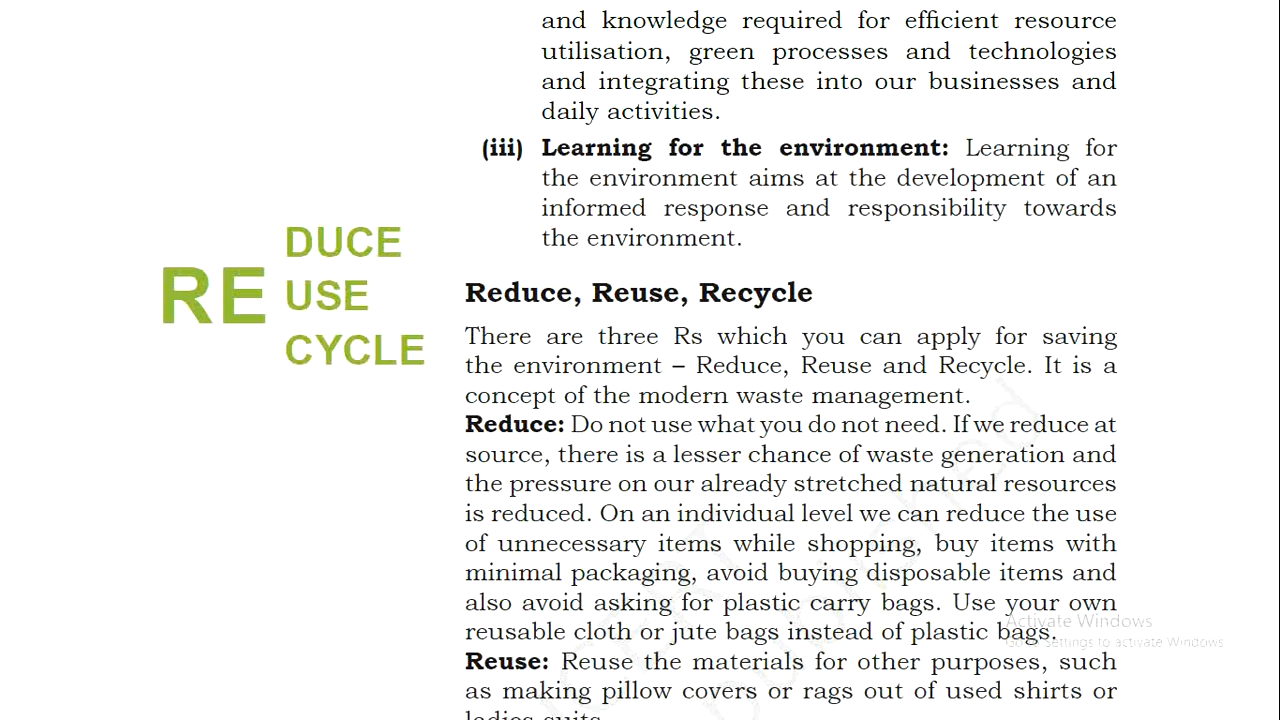 and knowledge required for efficient resource
utilisation, green processes and technologies
and integrating these into our businesses and
daily activities.
(iii) Learning for the environment: Learning for
the environment aims at the development of an
informed response and responsibility towards
the environment.
RE
DUCE
USE
CYCLE
Reduce, Reuse, Recycle
There are three Rs which you can apply for saving
the environment – Reduce, Reuse and Recycle. It is a
concept of the modern waste management.
Reduce: Do not use what you do not need. If we reduce at
source, there is a lesser chance of waste generation and
the pressure on our already stretched natural resources
is reduced. On an individual level we can reduce the use
of unnecessary items while shopping, buy items with
minimal packaging, avoid buying disposable items and
also avoid asking for plastic carry bags. Use your own
reusable cloth or jute bags instead of plastic bags.
Reuse: Reuse the materials for other purposes, such
as making pillow covers or rags out of used shirts or
ladies suits.
Activate Windows
Go to Settings to activate Windows